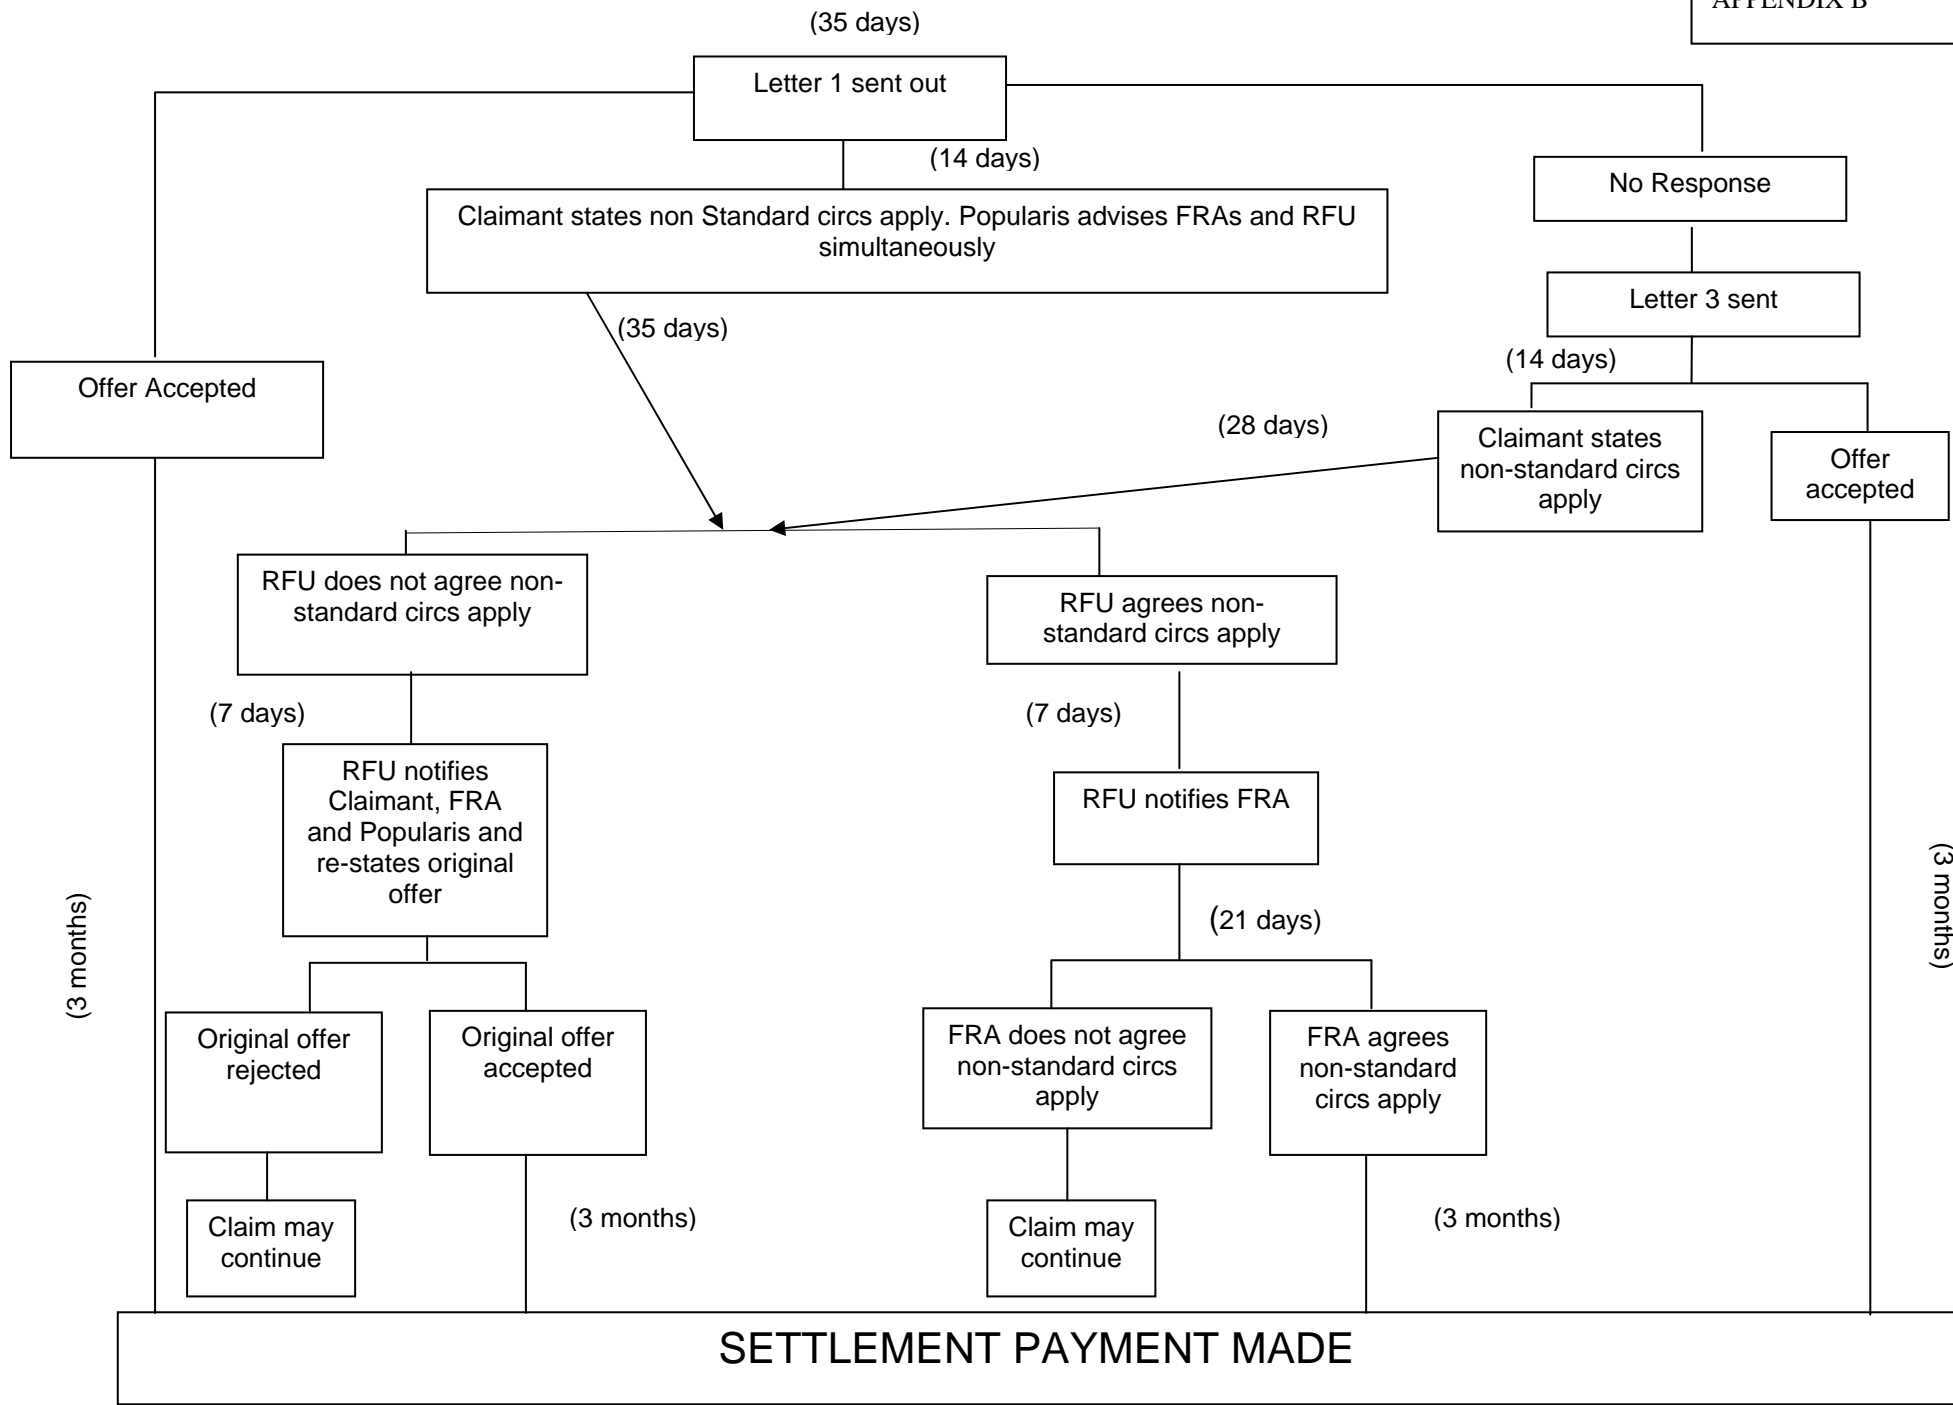 APPENDIX B
(35 days)
Letter 1 sent out
(14 days)
No Response
Claimant states non Standard circs apply. Popularis advises FRAs and RFU
simultaneously
Letter 3 sent
(35 days)
(14 days)
Offer Accepted
(28 days)
Claimant states
non-standard circs
apply
Offer
accepted
RFU does not agree non-
standard circs apply
RFU agrees non-
standard circs apply
(7 days)
(7 days)
RFU notifies
Claimant, FRA
and Popularis and
re-states original
offer
RFU notifies FRA
(3 months)
(3 months)
(21 days)
Original offer
rejected
Original offer
accepted
FRA does not agree
non-standard circs
apply
FRA agrees
non-standard
circs apply
Claim may
continue
(3 months)
Claim may
continue
(3 months)
SETTLEMENT PAYMENT MADE